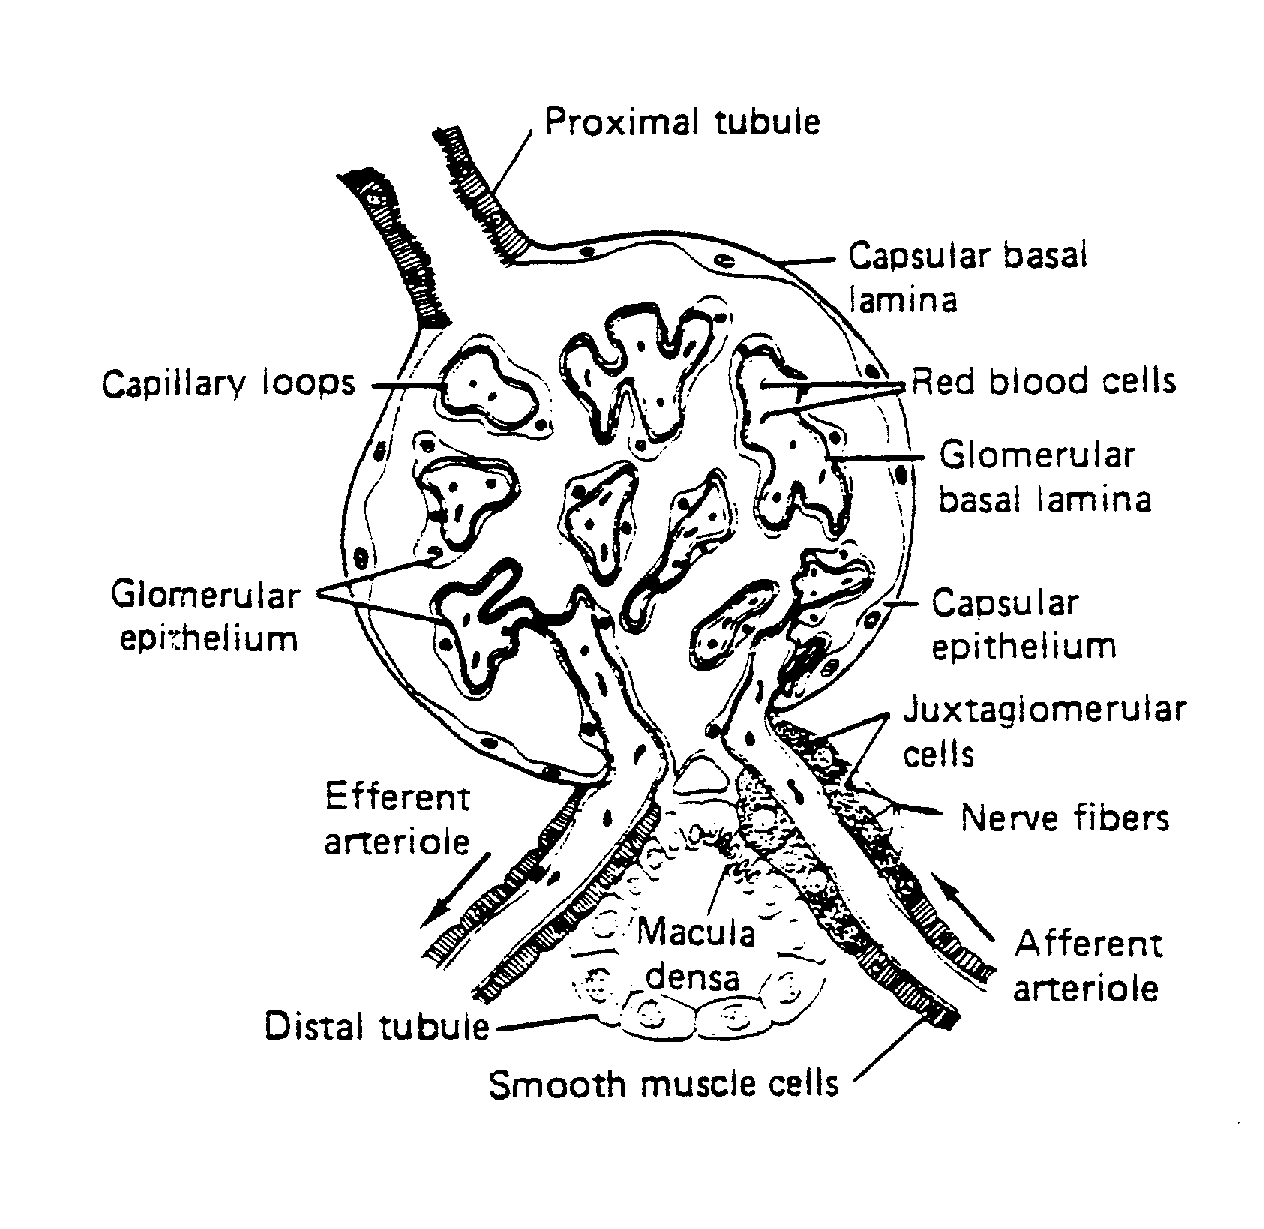 Proximal tubule
Capsular basal
lamina
Capillary loops
Red blood cells
Glomerular
basal lamina
Glomerular
epithelium
Capsular
epithelium
Juxtaglomerular
cells
Efferent
arteriole
Nerve fibers
Macula
densa
Afferent
arteriole
Distal tubule
Smooth muscle cells